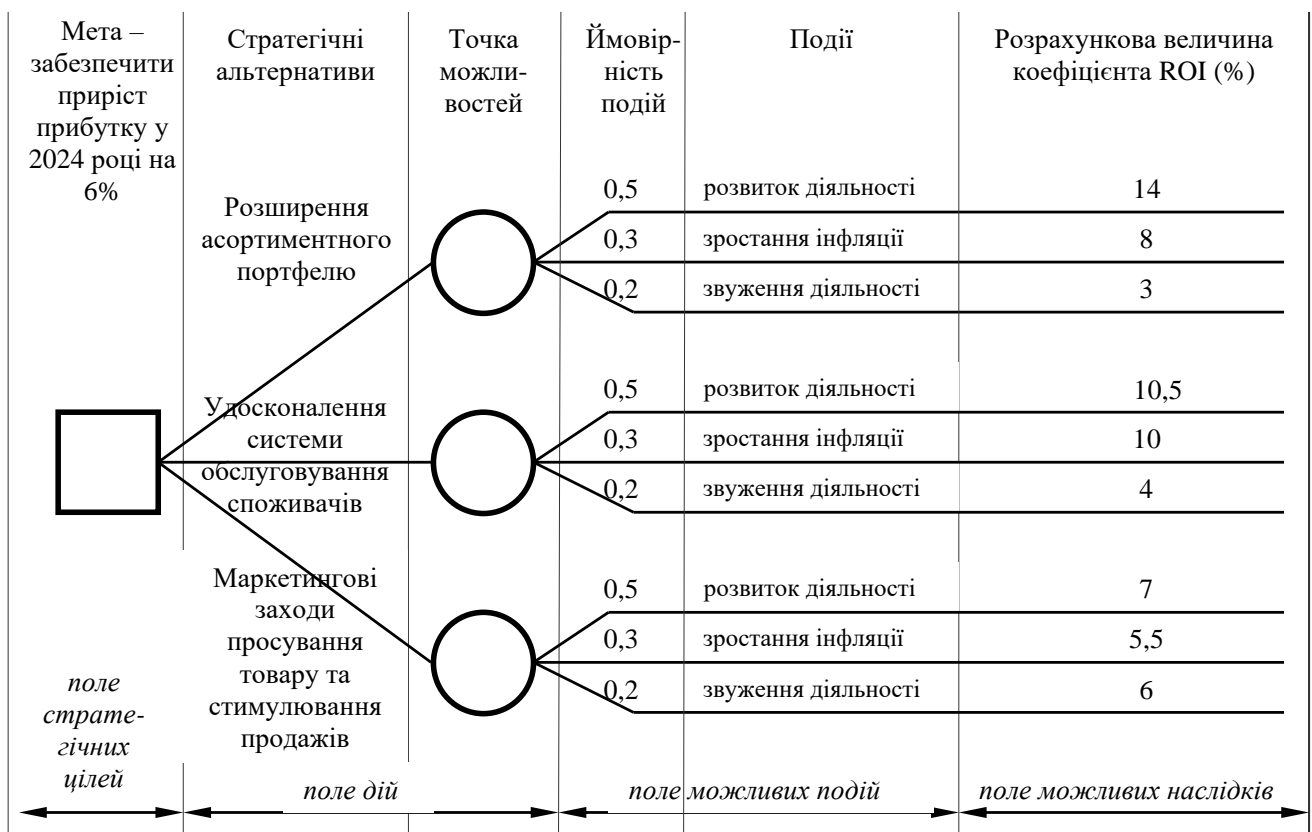 Мета –
забезпечити
приріст
прибутку у
2024 році на
6%
Стратегічні
альтернативи
Точка
можли-
востей
Ймовір-
ність
подій
Події
Розрахункова величина
коефіцієнта ROI (%)
Розширення
асортиментного
портфелю
0,5 розвиток діяльності 14
0,3 зростання інфляції 8
0,2 звуження діяльності 3
Удосконалення
системи
обслуговування
споживачів
0,5 розвиток діяльності 10,5
0,3 зростання інфляції 10
0,2 звуження діяльності 4
Маркетингові
заходи
просування
товару та
стимулювання
продажів
0,5 розвиток діяльності 7
0,3 зростання інфляції 5,5
0,2 звуження діяльності 6
поле
страте-
гічних
цілей
поле дій
поле можливих подій
поле можливих наслідків